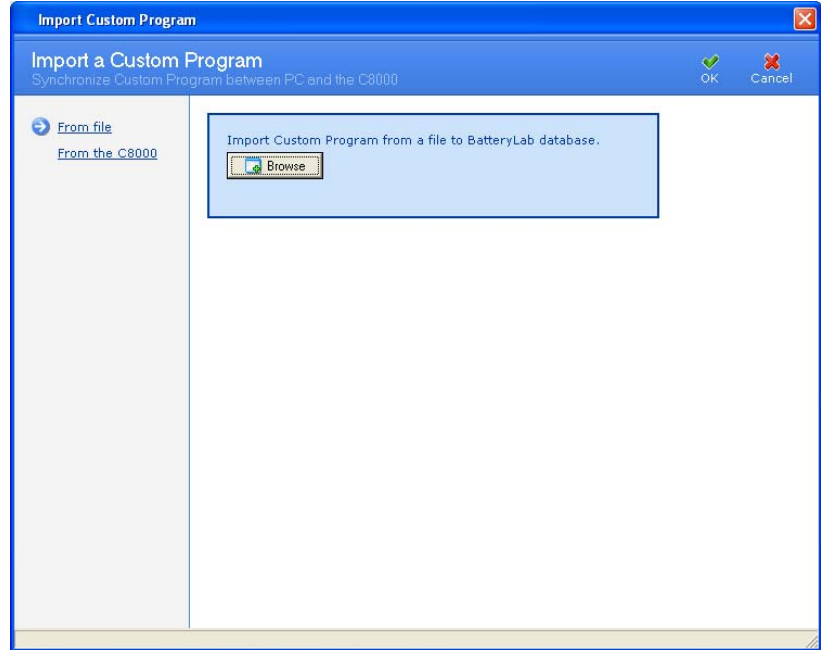 Import Custom Program
Import a Custom Program
Synchronize Custom Program between PC and the C8000
OK
Cancel
From file
From the C8000
Import Custom Program from a file to BatteryLab database.
Browse